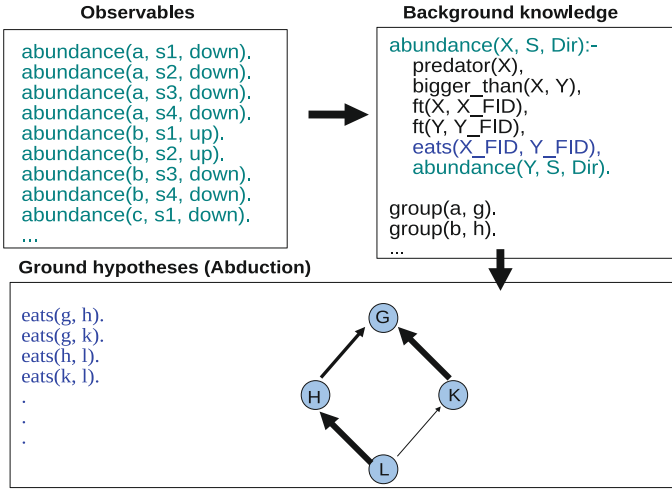 Observables
abundance(a, s1, down).
abundance(a, s2, down).
abundance(a, s3, down).
abundance(a, s4, down).
abundance(b, s1, up).
abundance(b, s2, up).
abundance(b, s3, down).
abundance(b, s4, down).
abundance(c, s1, down).
...
Background knowledge
abundance(X, S, Dir):-
predator(X),
bigger_than(X, Y),
ft(X, X_FID),
ft(Y, Y_FID),
eats(X_FID, Y_FID),
abundance(Y, S, Dir).
group(a, g).
group(b, h).
...
Ground hypotheses (Abduction)
eats(g, h).
eats(g, k).
eats(h, l).
eats(k, l).
.
.
.
G
H
K
L